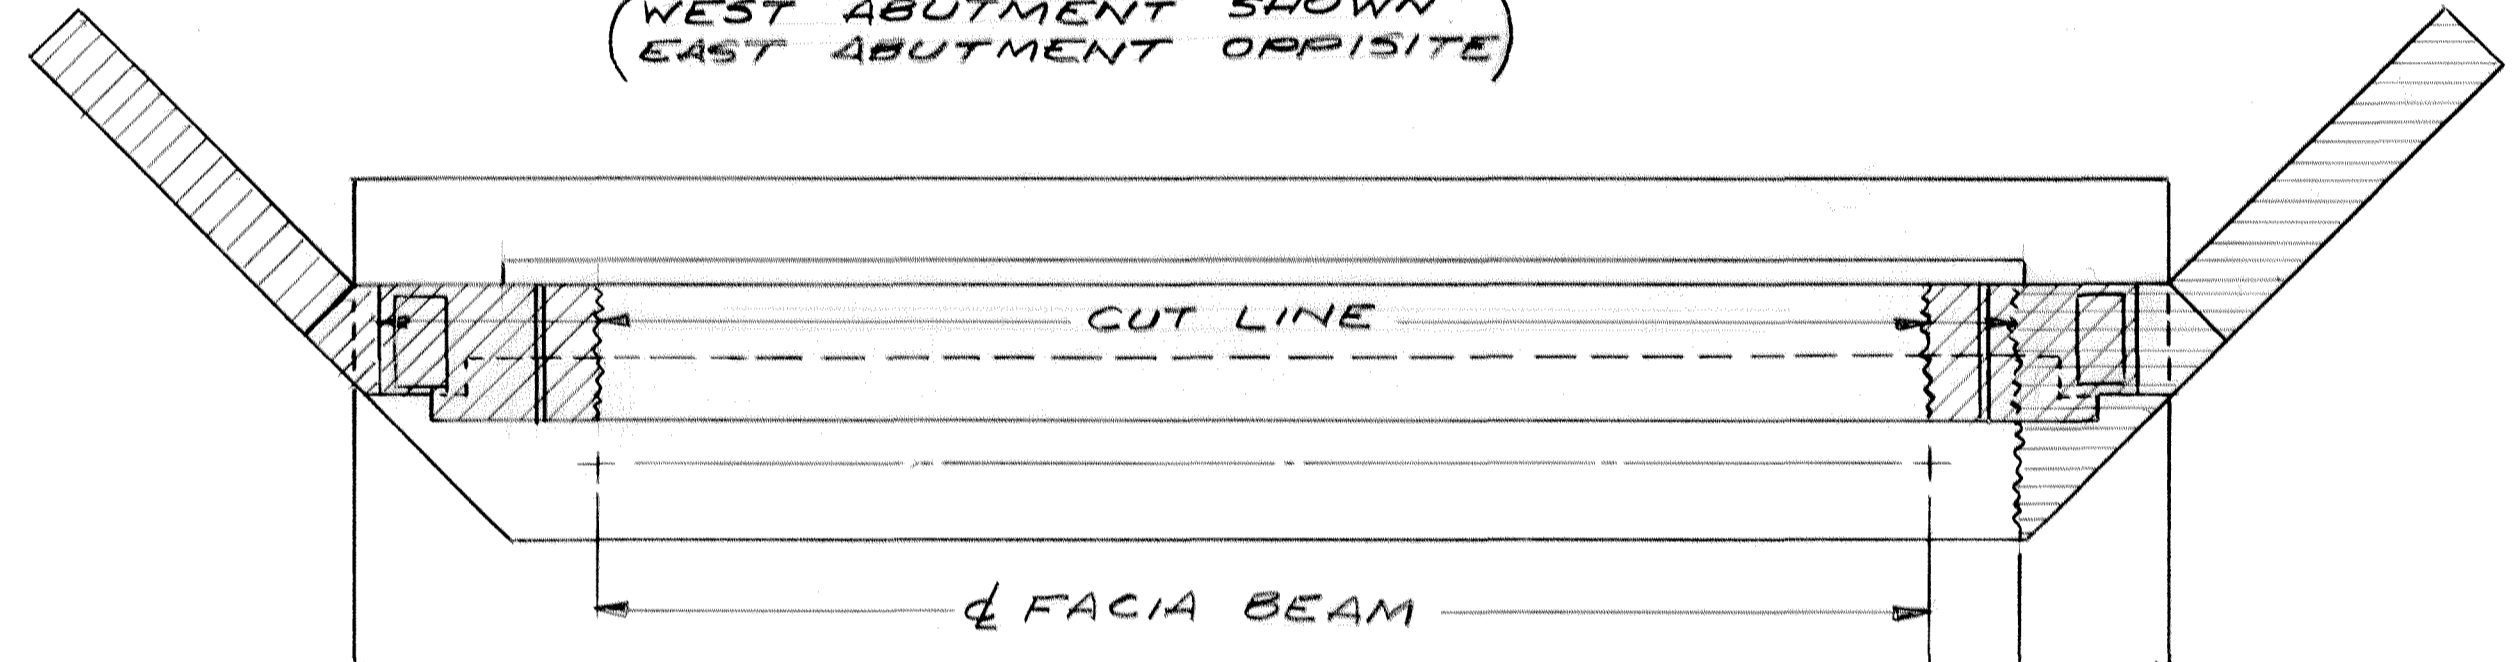 (WEST ABUTMENT SHOWN
EAST ABUTMENT OPPISITE)
CUT LINE
℄ FACIA BEAM